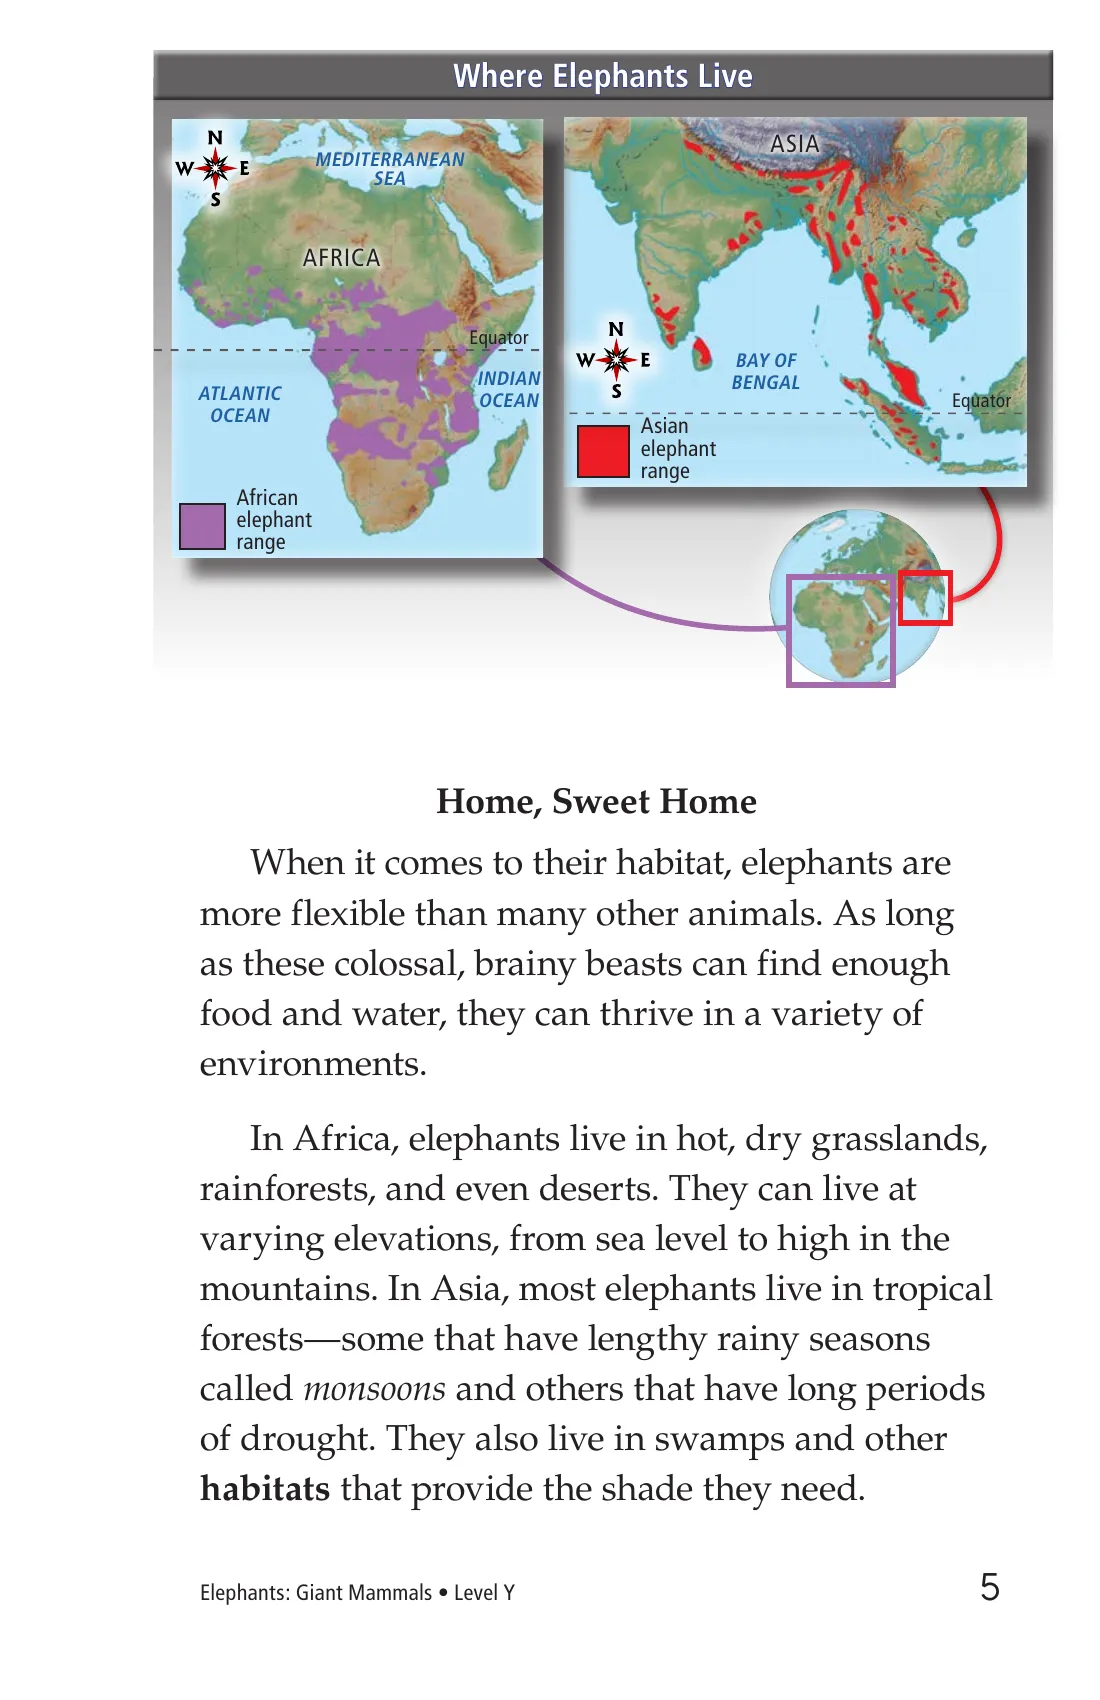 Where Elephants Live
N
W E
S
MEDITERRANEAN
SEA
AFRICA
Equator
ATLANTIC
OCEAN
INDIAN
OCEAN
African
elephant
range
ASIA
N
W E
S
BAY OF
BENGAL
Equator
Asian
elephant
range
Home, Sweet Home
When it comes to their habitat, elephants are
more flexible than many other animals. As long
as these colossal, brainy beasts can find enough
food and water, they can thrive in a variety of
environments.
In Africa, elephants live in hot, dry grasslands,
rainforests, and even deserts. They can live at
varying elevations, from sea level to high in the
mountains. In Asia, most elephants live in tropical
forests—some that have lengthy rainy seasons
called monsoons and others that have long periods
of drought. They also live in swamps and other
habitats that provide the shade they need.
Elephants: Giant Mammals • Level Y
5